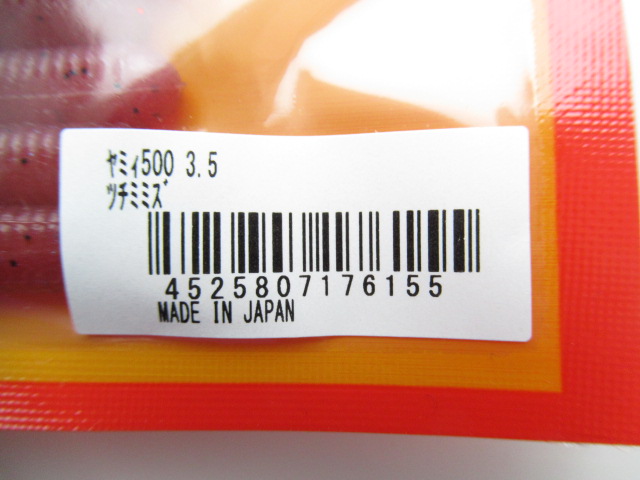 ﾔﾐｨ500 3.5
ﾂﾁﾐﾐｽﾞ
4525807176155
MADE IN JAPAN